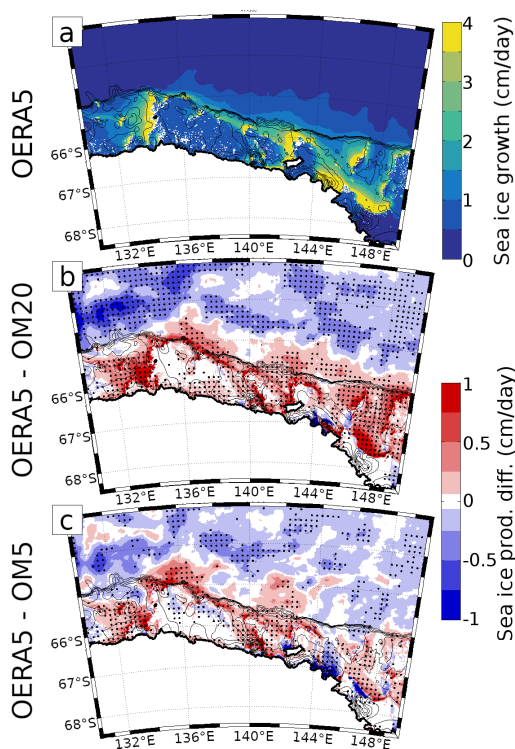 a
OERA5
66°S
67°S
68°S
132°E
136°E
140°E
144°E
148°E
4
3
2
1
0
Sea ice growth (cm/day)
b
OERA5 - OM20
66°S
67°S
68°S
132°E
136°E
140°E
144°E
148°E
c
OERA5 - OM5
66°S
67°S
68°S
132°E
136°E
140°E
144°E
148°E
1
0.5
0
-0.5
-1
Sea ice prod. diff. (cm/day)